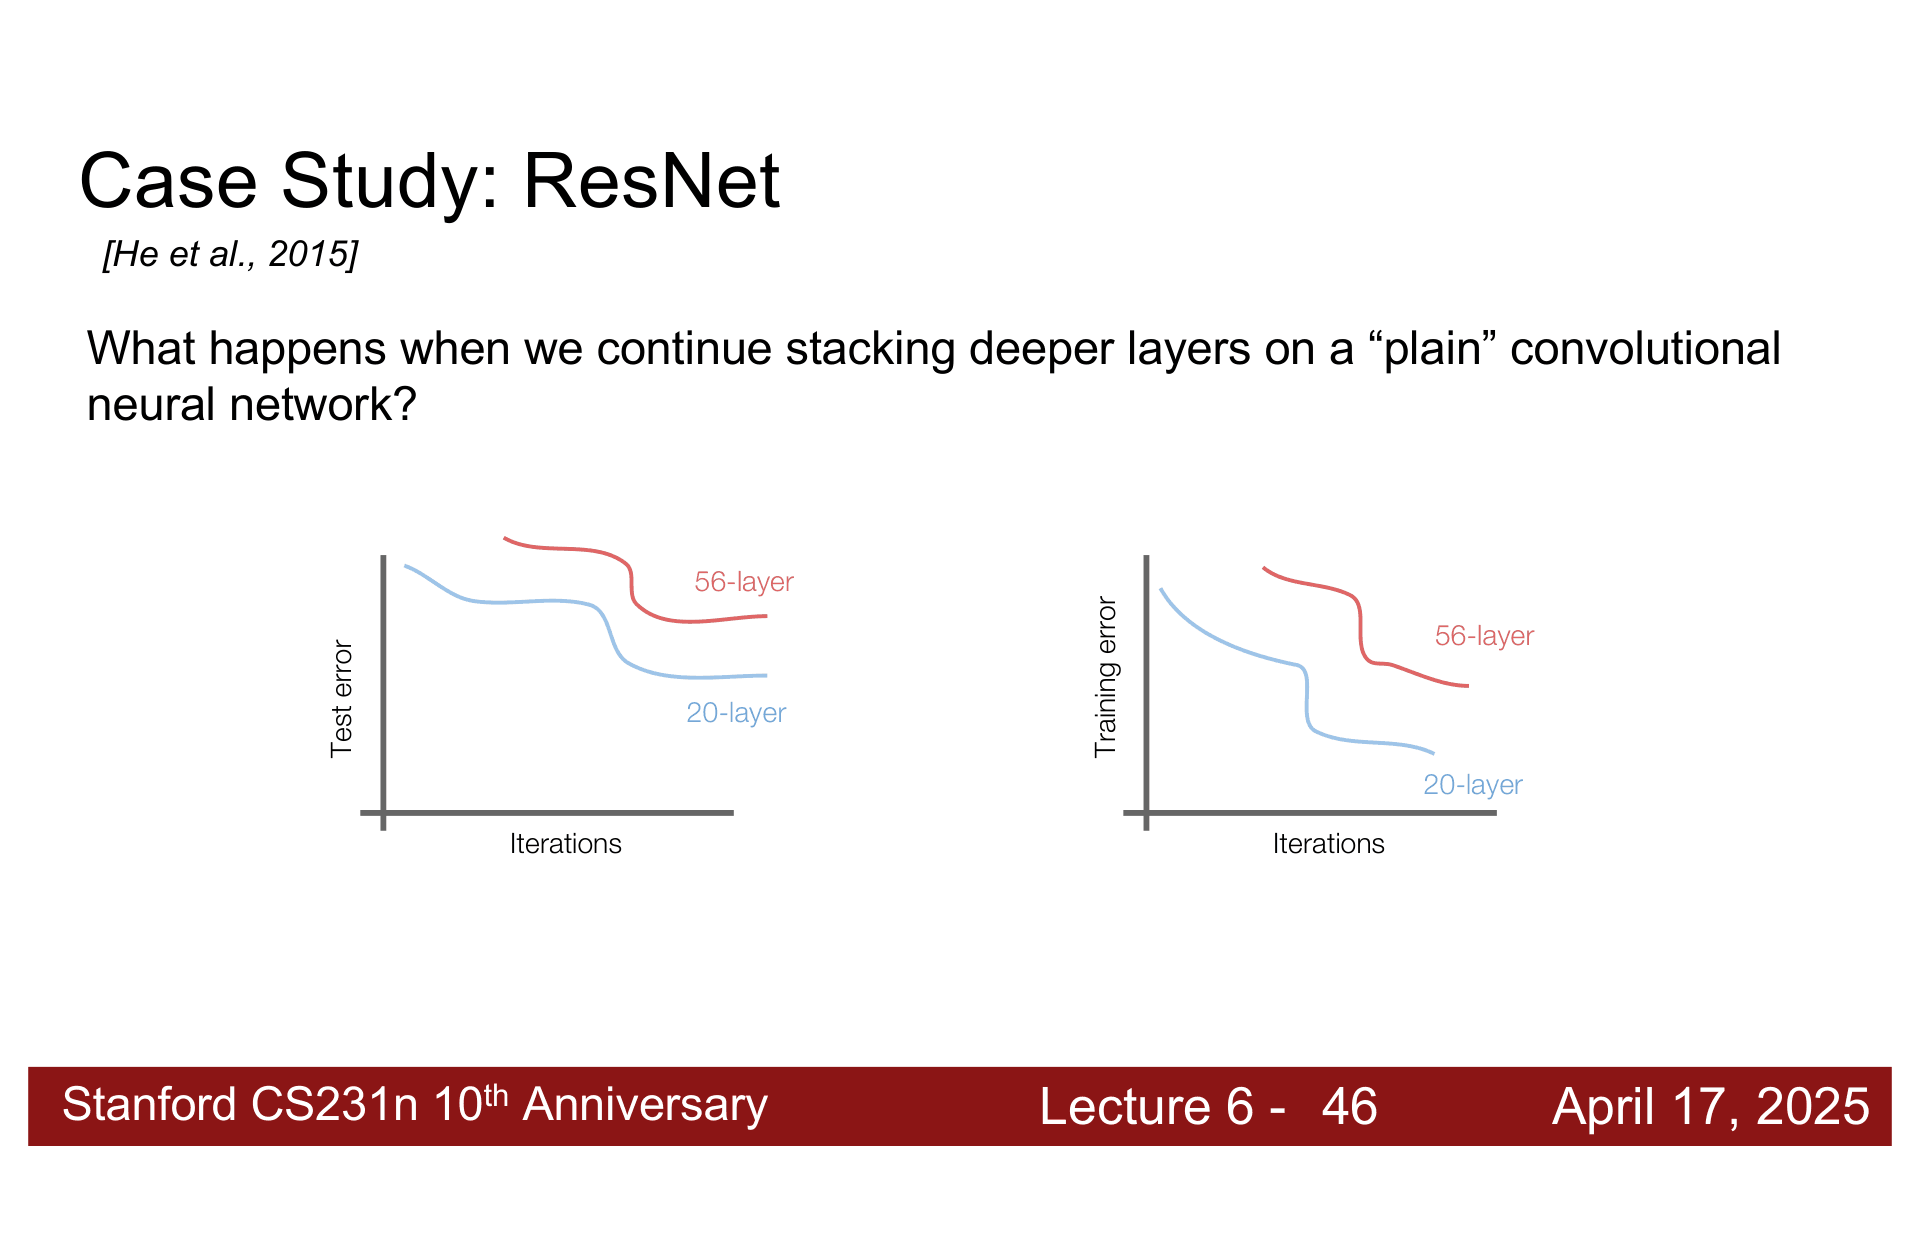 Case Study: ResNet
[He et al., 2015]
What happens when we continue stacking deeper layers on a “plain” convolutional
neural network?
Test error
56-layer
20-layer
Iterations
Training error
56-layer
20-layer
Iterations
Stanford CS231n 10th Anniversary
Lecture 6 - 46
April 17, 2025